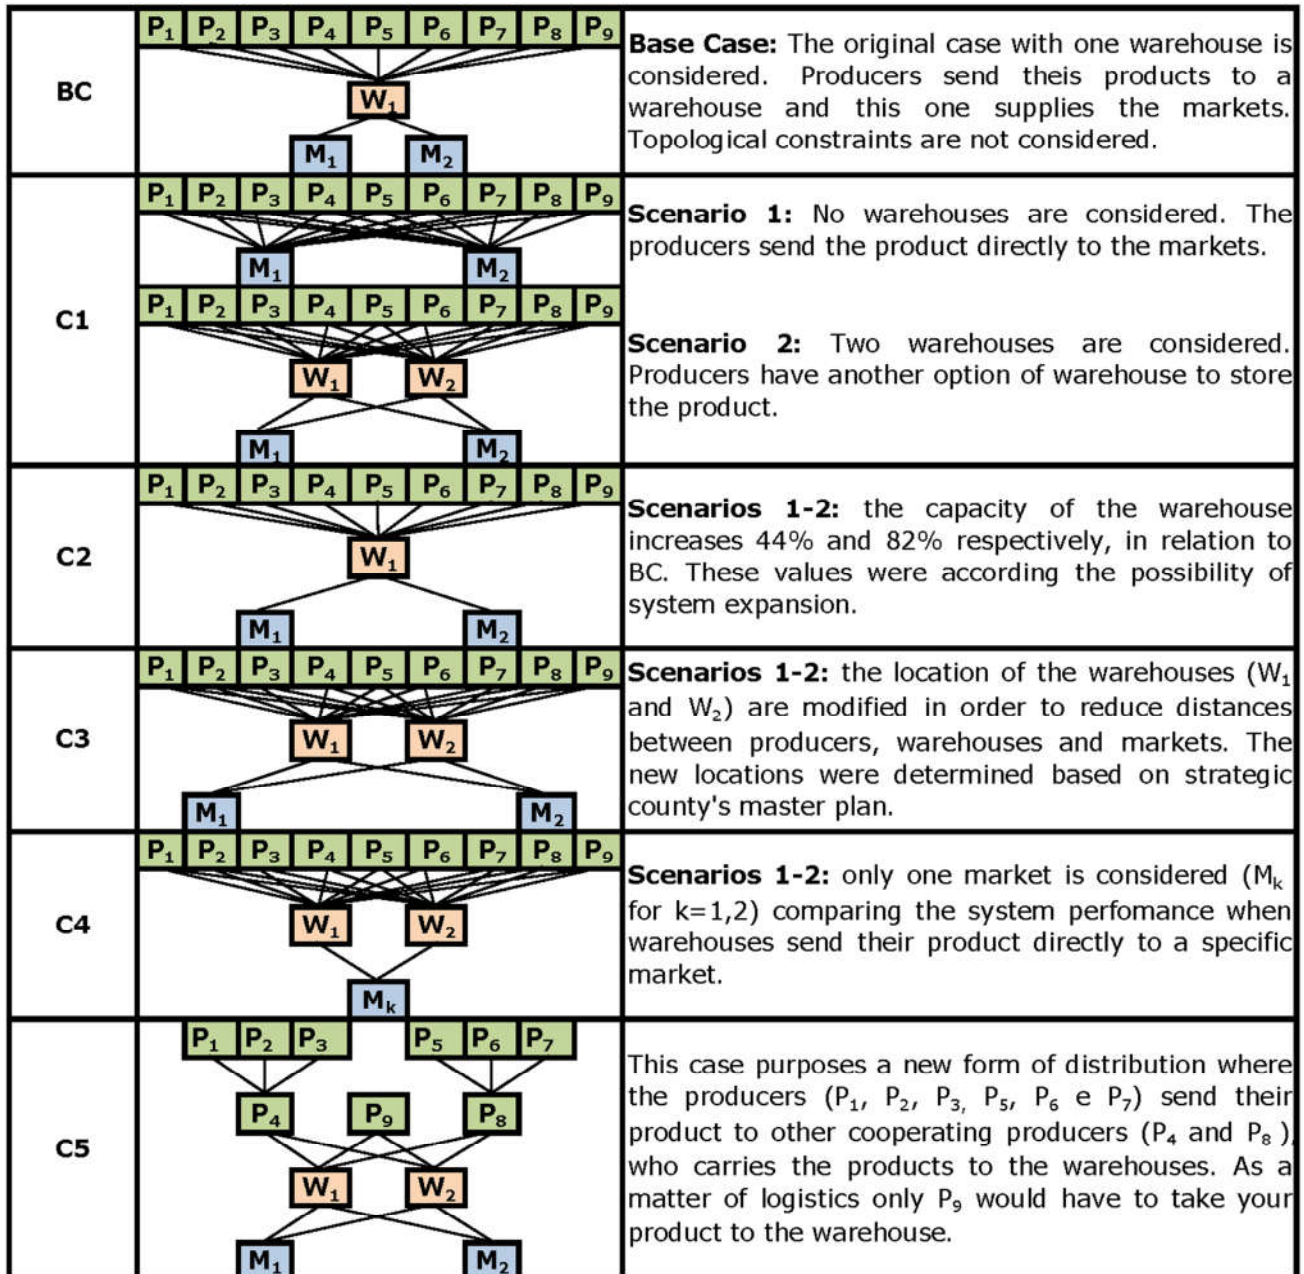 BC
P₁ P₂ P₃ P₄ P₅ P₆ P₇ P₈ P₉
W₁
M₁ M₂
Base Case: The original case with one warehouse is
considered. Producers send theis products to a
warehouse and this one supplies the markets.
Topological constraints are not considered.
C1
P₁ P₂ P₃ P₄ P₅ P₆ P₇ P₈ P₉
M₁ M₂
P₁ P₂ P₃ P₄ P₅ P₆ P₇ P₈ P₉
W₁ W₂
M₁ M₂
Scenario 1: No warehouses are considered. The
producers send the product directly to the markets.
Scenario 2: Two warehouses are considered.
Producers have another option of warehouse to store
the product.
C2
P₁ P₂ P₃ P₄ P₅ P₆ P₇ P₈ P₉
W₁
M₁ M₂
Scenarios 1-2: the capacity of the warehouse
increases 44% and 82% respectively, in relation to
BC. These values were according the possibility of
system expansion.
C3
P₁ P₂ P₃ P₄ P₅ P₆ P₇ P₈ P₉
W₁ W₂
M₁ M₂
Scenarios 1-2: the location of the warehouses (W₁
and W₂) are modified in order to reduce distances
between producers, warehouses and markets. The
new locations were determined based on strategic
county's master plan.
C4
P₁ P₂ P₃ P₄ P₅ P₆ P₇ P₈ P₉
W₁ W₂
Mₖ
Scenarios 1-2: only one market is considered (Mₖ
for k=1,2) comparing the system perfomance when
warehouses send their product directly to a specific
market.
C5
P₁ P₂ P₃ P₅ P₆ P₇
P₄ P₉ P₈
W₁ W₂
M₁ M₂
This case purposes a new form of distribution where
the producers (P₁, P₂, P₃, P₅, P₆ e P₇) send their
product to other cooperating producers (P₄ and P₈),
who carries the products to the warehouses. As a
matter of logistics only P₉ would have to take your
product to the warehouse.